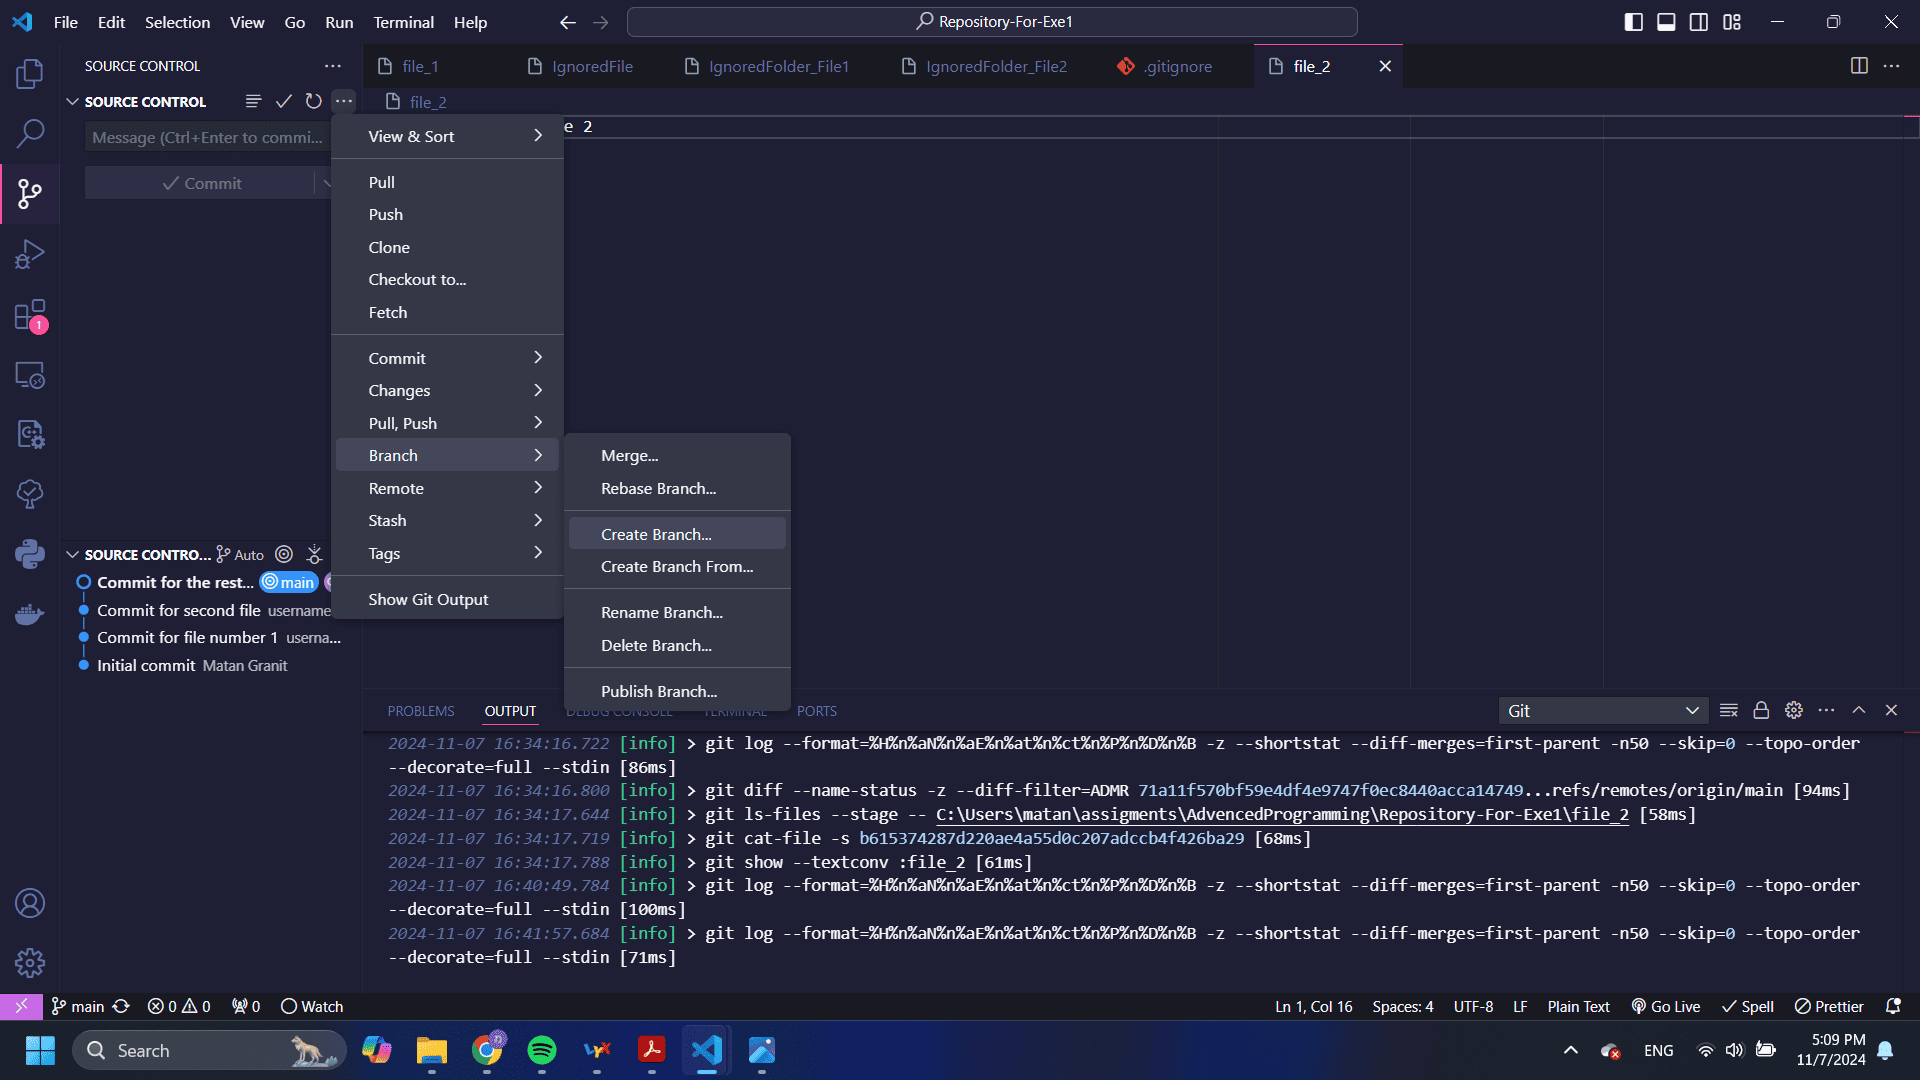 File Edit Selection View Go Run Terminal Help
Repository-For-Exe1
SOURCE CONTROL
file_1
IgnoredFile
IgnoredFolder_File1
IgnoredFolder_File2
.gitignore
file_2
SOURCE CONTROL
file_2
Message (Ctrl+Enter to commi...
e 2
Commit
View & Sort
Pull
Push
Clone
Checkout to...
Fetch
Commit
Changes
Pull, Push
Branch
Remote
Stash
Tags
Show Git Output
Merge...
Rebase Branch...
Create Branch...
Create Branch From...
Rename Branch...
Delete Branch...
Publish Branch...
1
SOURCE CONTRO... Auto
Commit for the rest... main
Commit for second file username
Commit for file number 1 userna...
Initial commit Matan Granit
PROBLEMS OUTPUT DEBUG CONSOLE TERMINAL PORTS
Git
2024-11-07 16:34:16.722 [info] > git log --format=%H%n%aN%n%aE%n%at%n%ct%n%P%n%D%n%B -z --shortstat --diff-merges=first-parent -n50 --skip=0 --topo-order
--decorate=full --stdin [86ms]
2024-11-07 16:34:16.800 [info] > git diff --name-status -z --diff-filter=ADMR 71a11f570bf59e4df4e9747f0ec8440acca14749...refs/remotes/origin/main [94ms]
2024-11-07 16:34:17.644 [info] > git ls-files --stage -- C:\Users\matan\assigments\AdvencedProgramming\Repository-For-Exe1\file_2 [58ms]
2024-11-07 16:34:17.719 [info] > git cat-file -s b615374287d220ae4a55d0c207adccb4f426ba29 [68ms]
2024-11-07 16:34:17.788 [info] > git show --textconv :file_2 [61ms]
2024-11-07 16:40:49.784 [info] > git log --format=%H%n%aN%n%aE%n%at%n%ct%n%P%n%D%n%B -z --shortstat --diff-merges=first-parent -n50 --skip=0 --topo-order
--decorate=full --stdin [100ms]
2024-11-07 16:41:57.684 [info] > git log --format=%H%n%aN%n%aE%n%at%n%ct%n%P%n%D%n%B -z --shortstat --diff-merges=first-parent -n50 --skip=0 --topo-order
--decorate=full --stdin [71ms]
main 0 0 0 Watch
Ln 1, Col 16 Spaces: 4 UTF-8 LF Plain Text Go Live Spell Prettier
Search
ENG
5:09 PM
11/7/2024